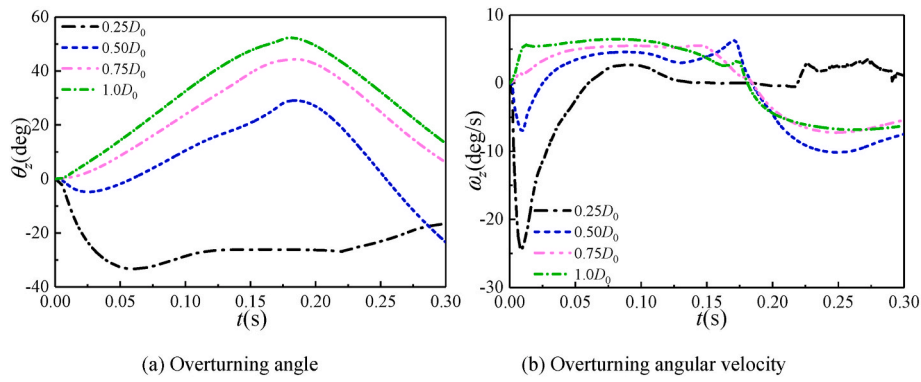 60
40
20
0
-20
-40
θz(deg)
0.25D0
0.50D0
0.75D0
1.0D0
0.00 0.05 0.10 0.15 0.20 0.25 0.30
t(s)
(a) Overturning angle
10
0
-10
-20
-30
ωz(deg/s)
0.25D0
0.50D0
0.75D0
1.0D0
0.00 0.05 0.10 0.15 0.20 0.25 0.30
t(s)
(b) Overturning angular velocity